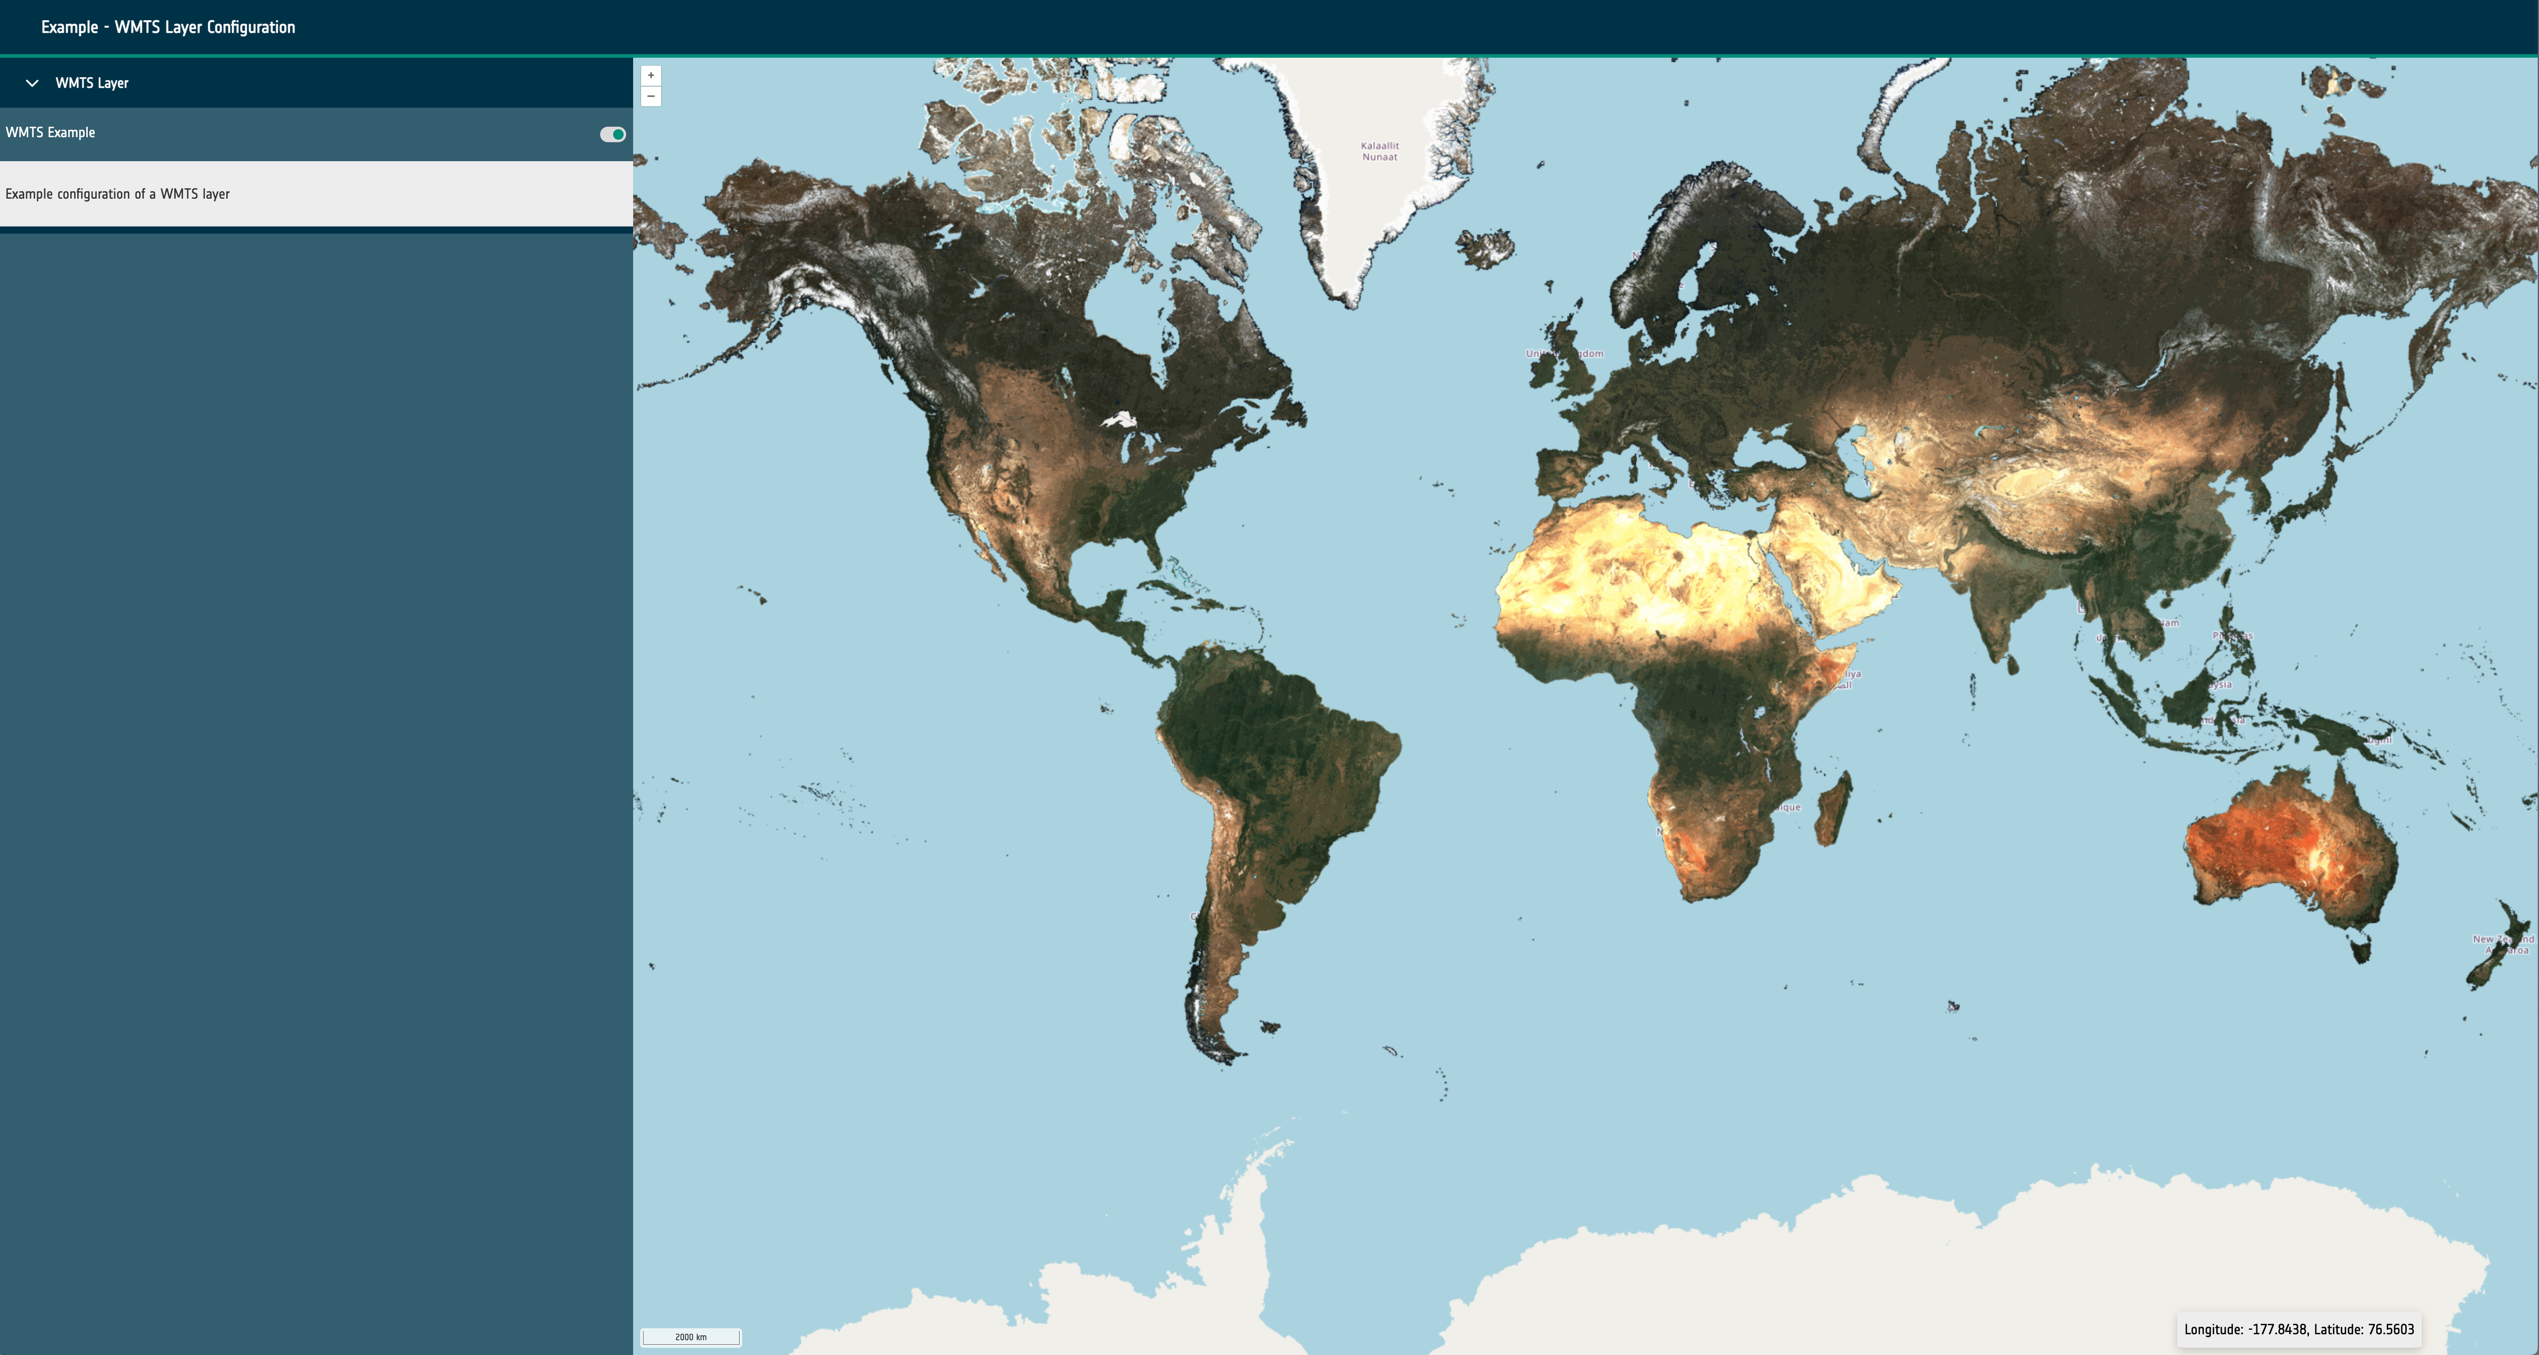 Example - WMTS Layer Configuration
WMTS Layer
WMTS Example
Example configuration of a WMTS layer
+
−
Kalaallit
Nunaat
2000 km
Longitude: -177.8438, Latitude: 76.5603